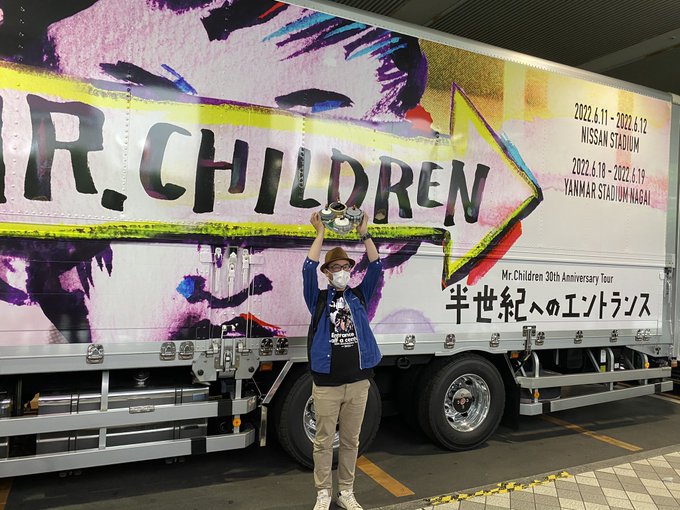 MR.CHILDREN
2022.6.11 - 2022.6.12
NISSAN STADIUM
2022.6.18 - 2022.6.19
YANMAR STADIUM NAGAI
Mr.Children 30th Anniversary Tour
半世紀へのエントランス